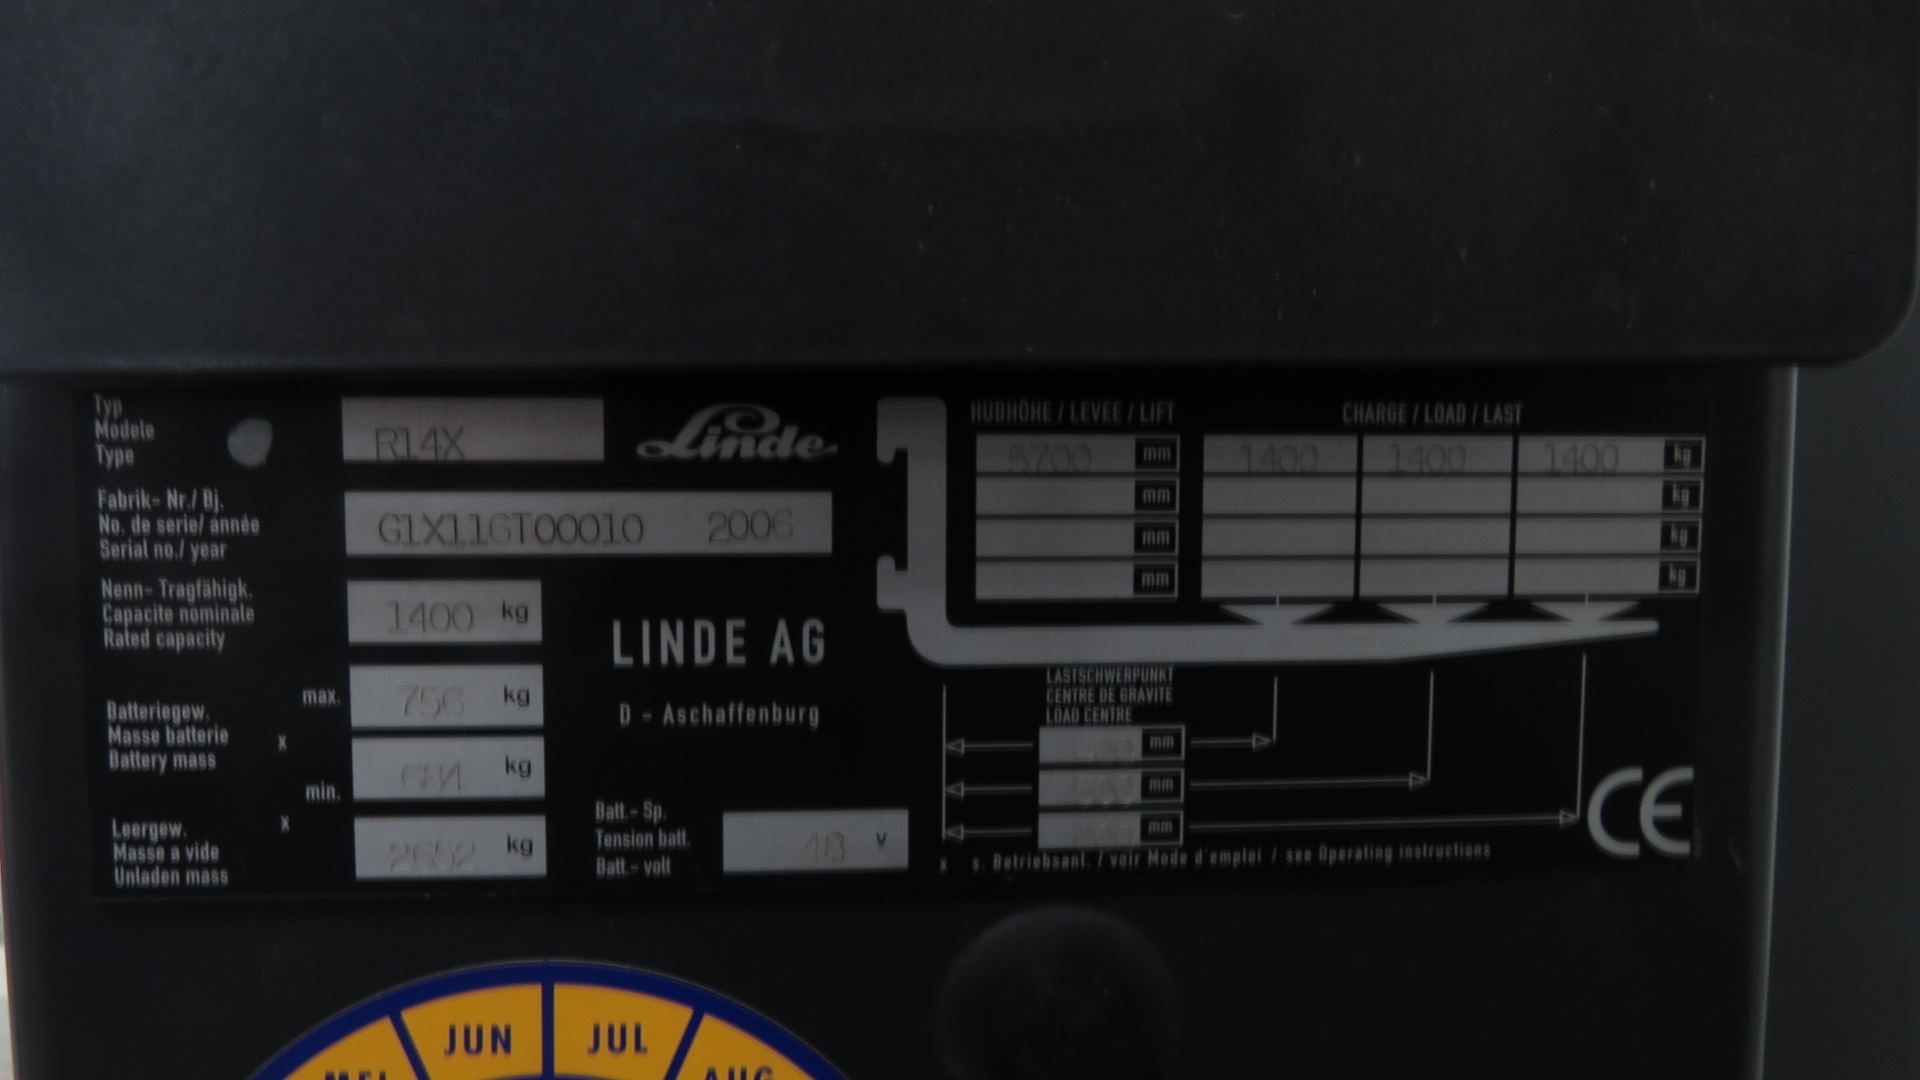 Typ
Modele
Type
R14X
Linde
Fabrik- Nr./ Bj.
No. de serie/ année
Serial no./ year
G1X116T00010 2006
Nenn- Tragfähigk.
Capacite nominale
Rated capacity
1400 kg
LINDE AG
D - Aschaffenburg
Batteriegew.
Masse batterie
Battery mass
x
max.
756 kg
min.
684 kg
Leergew.
Masse a vide
Unladen mass
x
2652 kg
Batt.- Sp.
Tension batt.
Batt.- volt
48 v
HUBHÖHE / LEVEE / LIFT
CHARGE / LOAD / LAST
5700 mm 1400 1400 1400 kg
mm kg
mm kg
mm kg
LASTSCHWERPUNKT
CENTRE DE GRAVITE
LOAD CENTRE
mm
mm
mm
CE
x s. Betriebsanl. / voir Mode d'emploi / see Operating instructions
MEI JUN JUL AUG